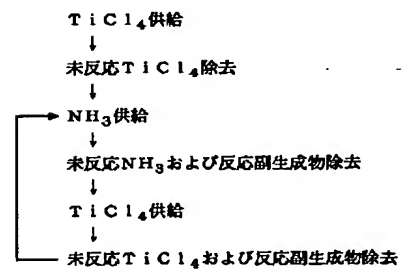 TiCl₄供給
↓
未反応TiCl₄除去
↓
NH₃供給
↓
未反応NH₃および反応副生成物除去
↓
TiCl₄供給
↓
未反応TiCl₄および反応副生成物除去